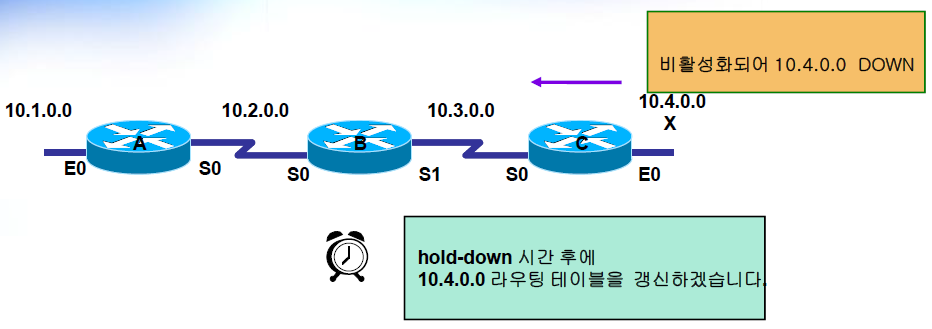 비활성화되어 10.4.0.0 DOWN
10.1.0.0 10.2.0.0 10.3.0.0 10.4.0.0
X
A B C
E0 S0 S0 S1 S0 E0
hold-down 시간 후에
10.4.0.0 라우팅 테이블을 갱신하겠습니다.